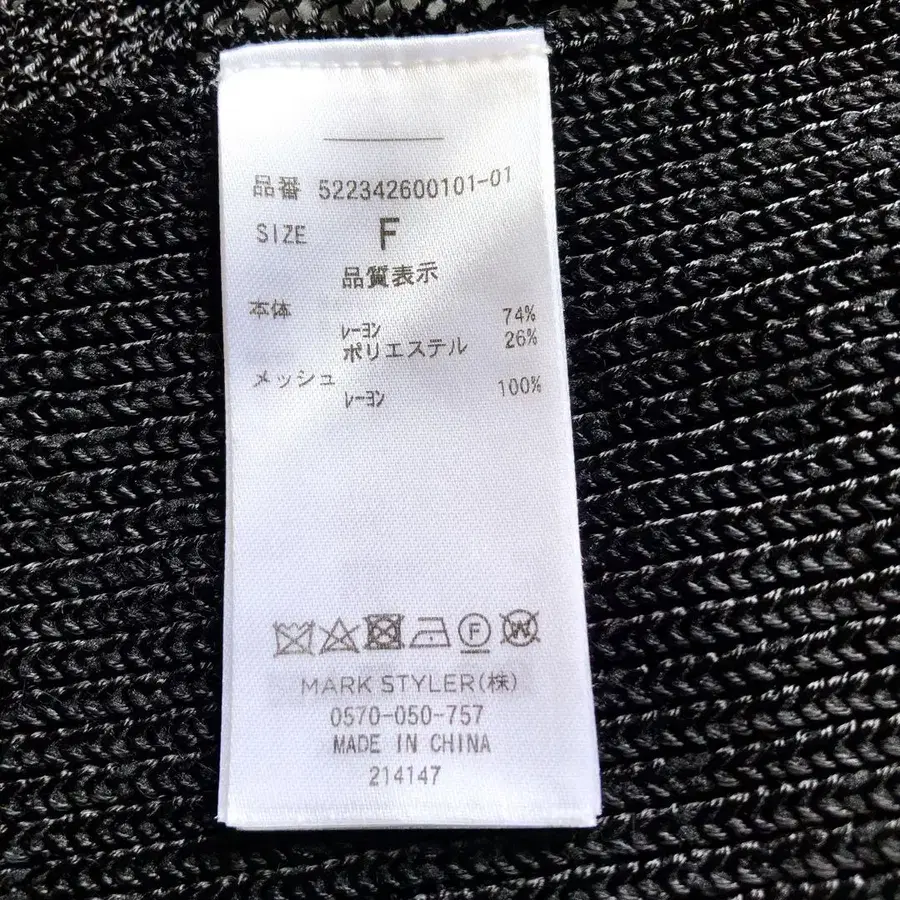 品番 522342600101-01
SIZE F
品質表示
本体
ﾚｰﾖﾝ 74%
ポリエステル 26%
メッシュ
ﾚｰﾖﾝ 100%
F W
MARK STYLER(株)
0570-050-757
MADE IN CHINA
214147